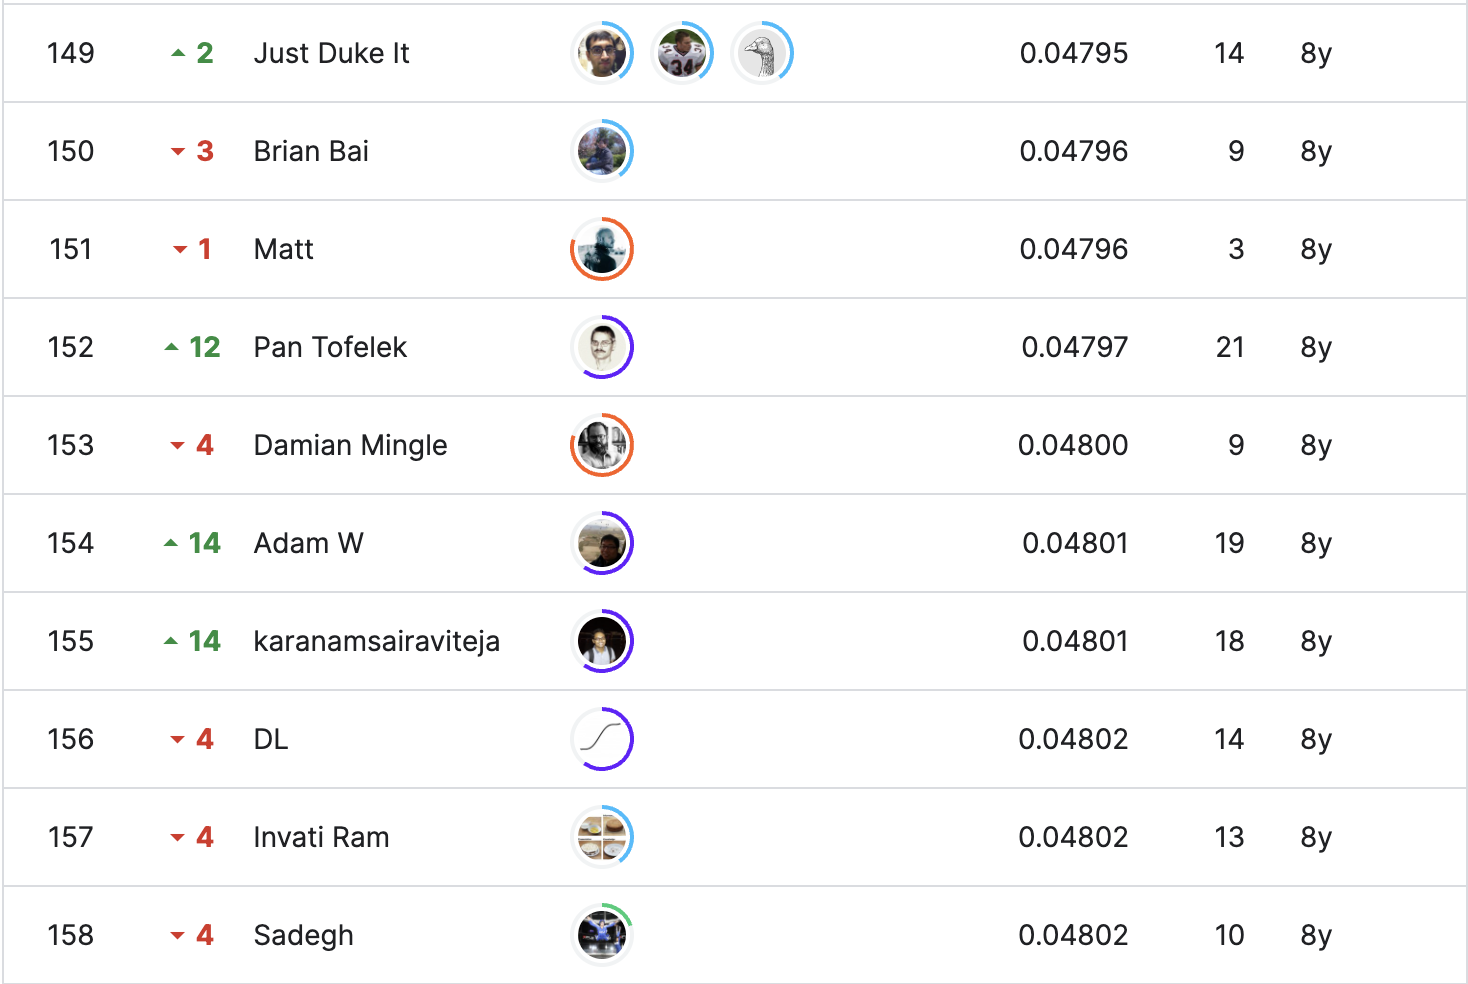 149 2 Just Duke It 0.04795 14 8y
150 3 Brian Bai 0.04796 9 8y
151 1 Matt 0.04796 3 8y
152 12 Pan Tofelek 0.04797 21 8y
153 4 Damian Mingle 0.04800 9 8y
154 14 Adam W 0.04801 19 8y
155 14 karanamsairaviteja 0.04801 18 8y
156 4 DL 0.04802 14 8y
157 4 Invati Ram 0.04802 13 8y
158 4 Sadegh 0.04802 10 8y